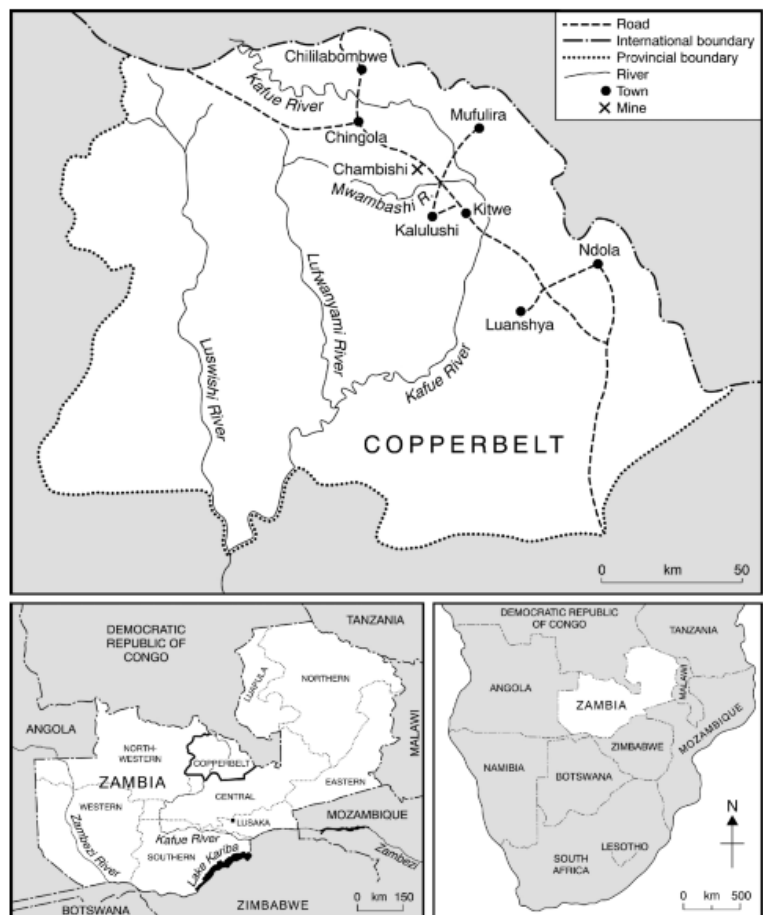 Road
International boundary
Provincial boundary
River
Town
Mine
Chililabombwe
Kafue River
Mufulira
Chingola
Chambishi
Mwambashi R.
Kitwe
Kalulushi
Ndola
Luanshya
Lufwanyami River
Luswishi River
Kafue River
COPPERBELT
0 km 50
TANZANIA
DEMOCRATIC
REPUBLIC OF
CONGO
LUAPULA
NORTHERN
ANGOLA
MALAWI
NORTH-
WESTERN
COPPERBELT
ZAMBIA
CENTRAL
EASTERN
WESTERN
LUSAKA
MOZAMBIQUE
Kafue River
Zambezi River
SOUTHERN
Lake Kariba
Zambezi
0 km 150
BOTSWANA
ZIMBABWE
DEMOCRATIC REPUBLIC
OF CONGO
TANZANIA
ANGOLA
MALAWI
ZAMBIA
MOZAMBIQUE
ZIMBABWE
NAMIBIA
BOTSWANA
N
LESOTHO
SOUTH
AFRICA
0 km 500